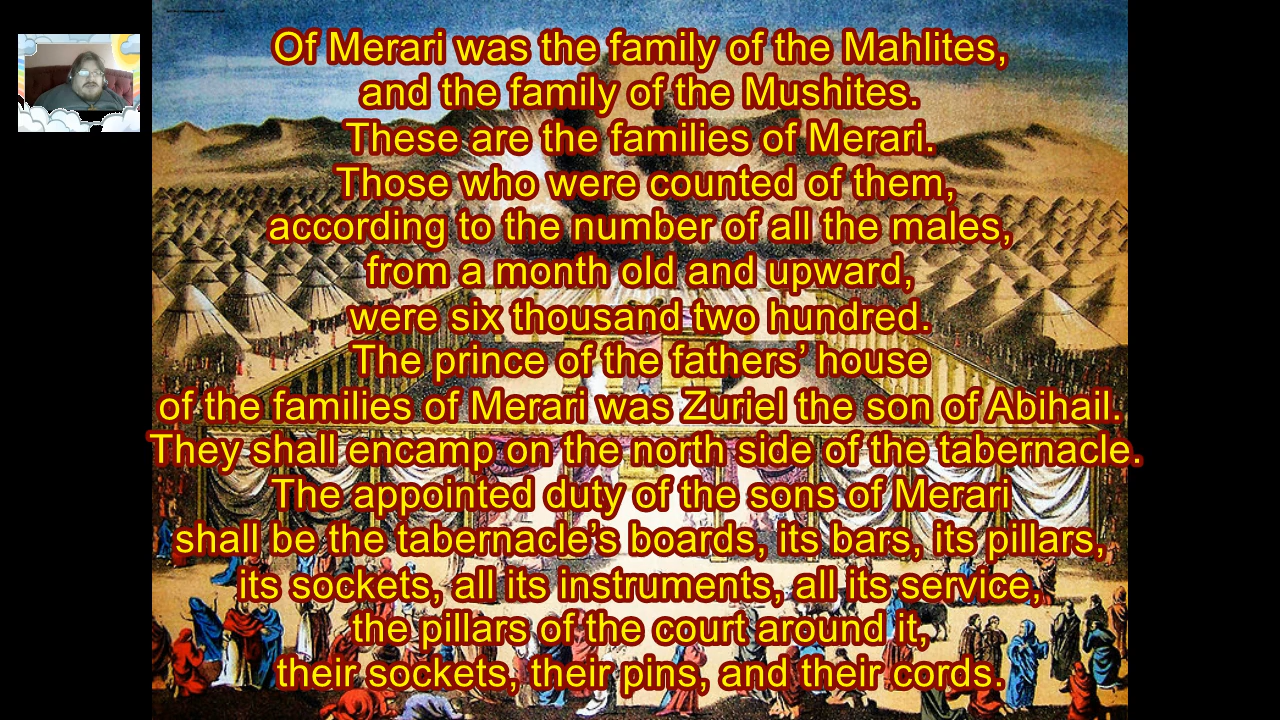 Of Merari was the family of the Mahlites,
and the family of the Mushites.
These are the families of Merari.
Those who were counted of them,
according to the number of all the males,
from a month old and upward,
were six thousand two hundred.
The prince of the fathers’ house
of the families of Merari was Zuriel the son of Abihail.
They shall encamp on the north side of the tabernacle.
The appointed duty of the sons of Merari
shall be the tabernacle’s boards, its bars, its pillars,
its sockets, all its instruments, all its service,
the pillars of the court around it,
their sockets, their pins, and their cords.